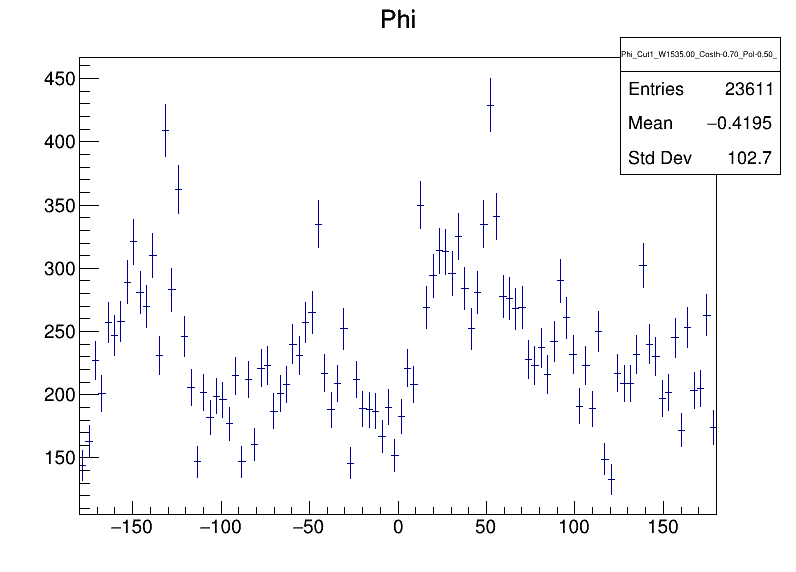 Phi
Phi_Cut1_W1535.00_Costh-0.70_Pol-0.50_
Entries 23611
Mean −0.4195
Std Dev 102.7
450
400
350
300
250
200
150
−150 −100 −50 0 50 100 150